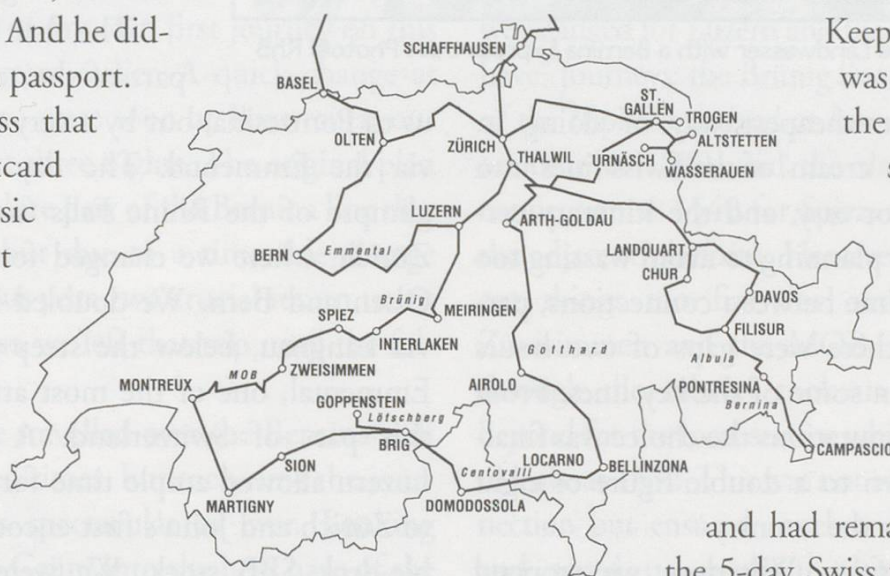 And he did-
passport.
ss that
tcard
sic
t
SCHAFFHAUSEN
BASEL
OLTEN
ZÜRICH
THALWIL
ST
GALLEN
TROGEN
ALTSTETTEN
URNÄSCH
WASSERAUEN
LUZERN
ARTH-GOLDAU
BERN
Emmental
LANDQUART
CHUR
DAVOS
Brünig
MEIRINGEN
SPIEZ
INTERLAKEN
FILISUR
Gotthard
Albula
MOB
ZWEISIMMEN
MONTREUX
AIROLO
PONTRESINA
Bernina
GOPPENSTEIN
Lötschberg
BRIG
CAMPASCIO
SION
Centovalli
LOCARNO
BELLINZONA
MARTIGNY
DOMODOSSOLA
Keep
was
the
and had rema
the 5-day Swiss